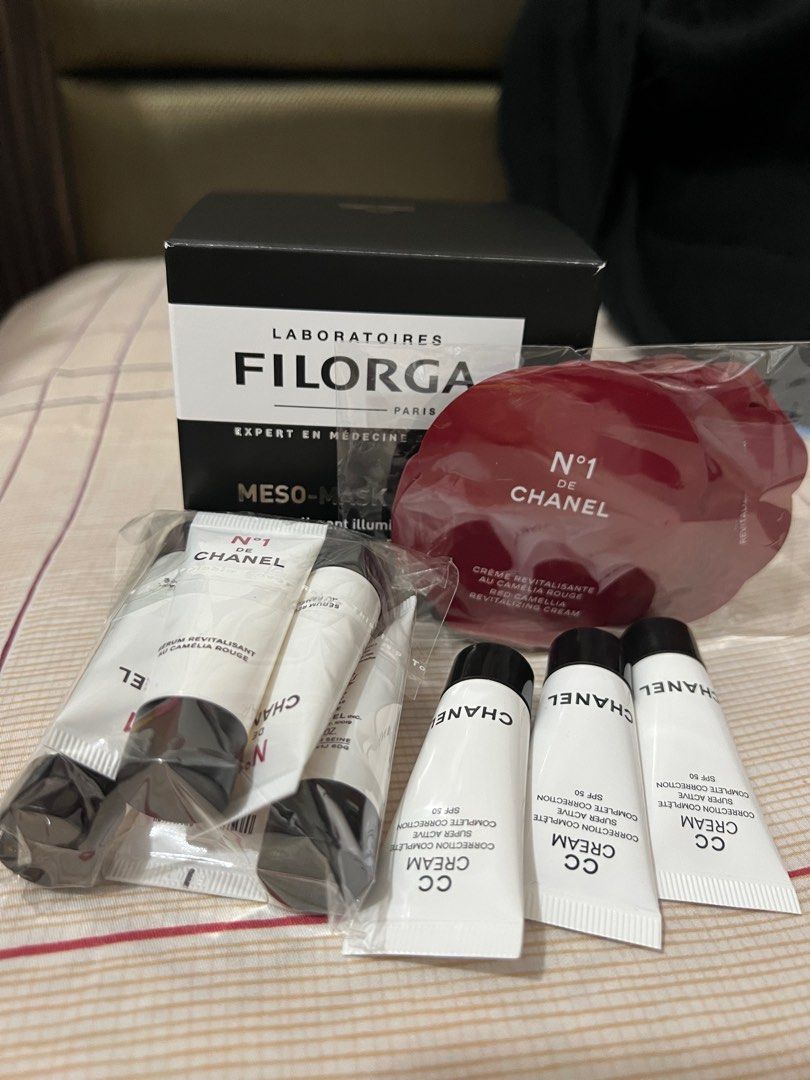 LABORATOIRES
FILORGA
PARIS
EXPERT EN MÉDECINE
MESO-MASK
N°1
DE
CHANEL
CRÈME REVITALISANTE
AU CAMÉLIA ROUGE
RED CAMELLIA
REVITALIZING CREAM
N°1
DE
CHANEL
SÉRUM REVITALISANT
AU CAMÉLIA ROUGE
CHANEL
CC
CREAM
SUPER ACTIVE
CORRECTION COMPLÈTE
COMPLETE CORRECTION
SPF 50
CHANEL
CC
CREAM
CORRECTION COMPLÈTE
SUPER ACTIVE
COMPLETE CORRECTION
SPF 50
CHANEL
CC
CREAM
CORRECTION COMPLÈTE
SUPER ACTIVE
COMPLETE CORRECTION
SPF 50